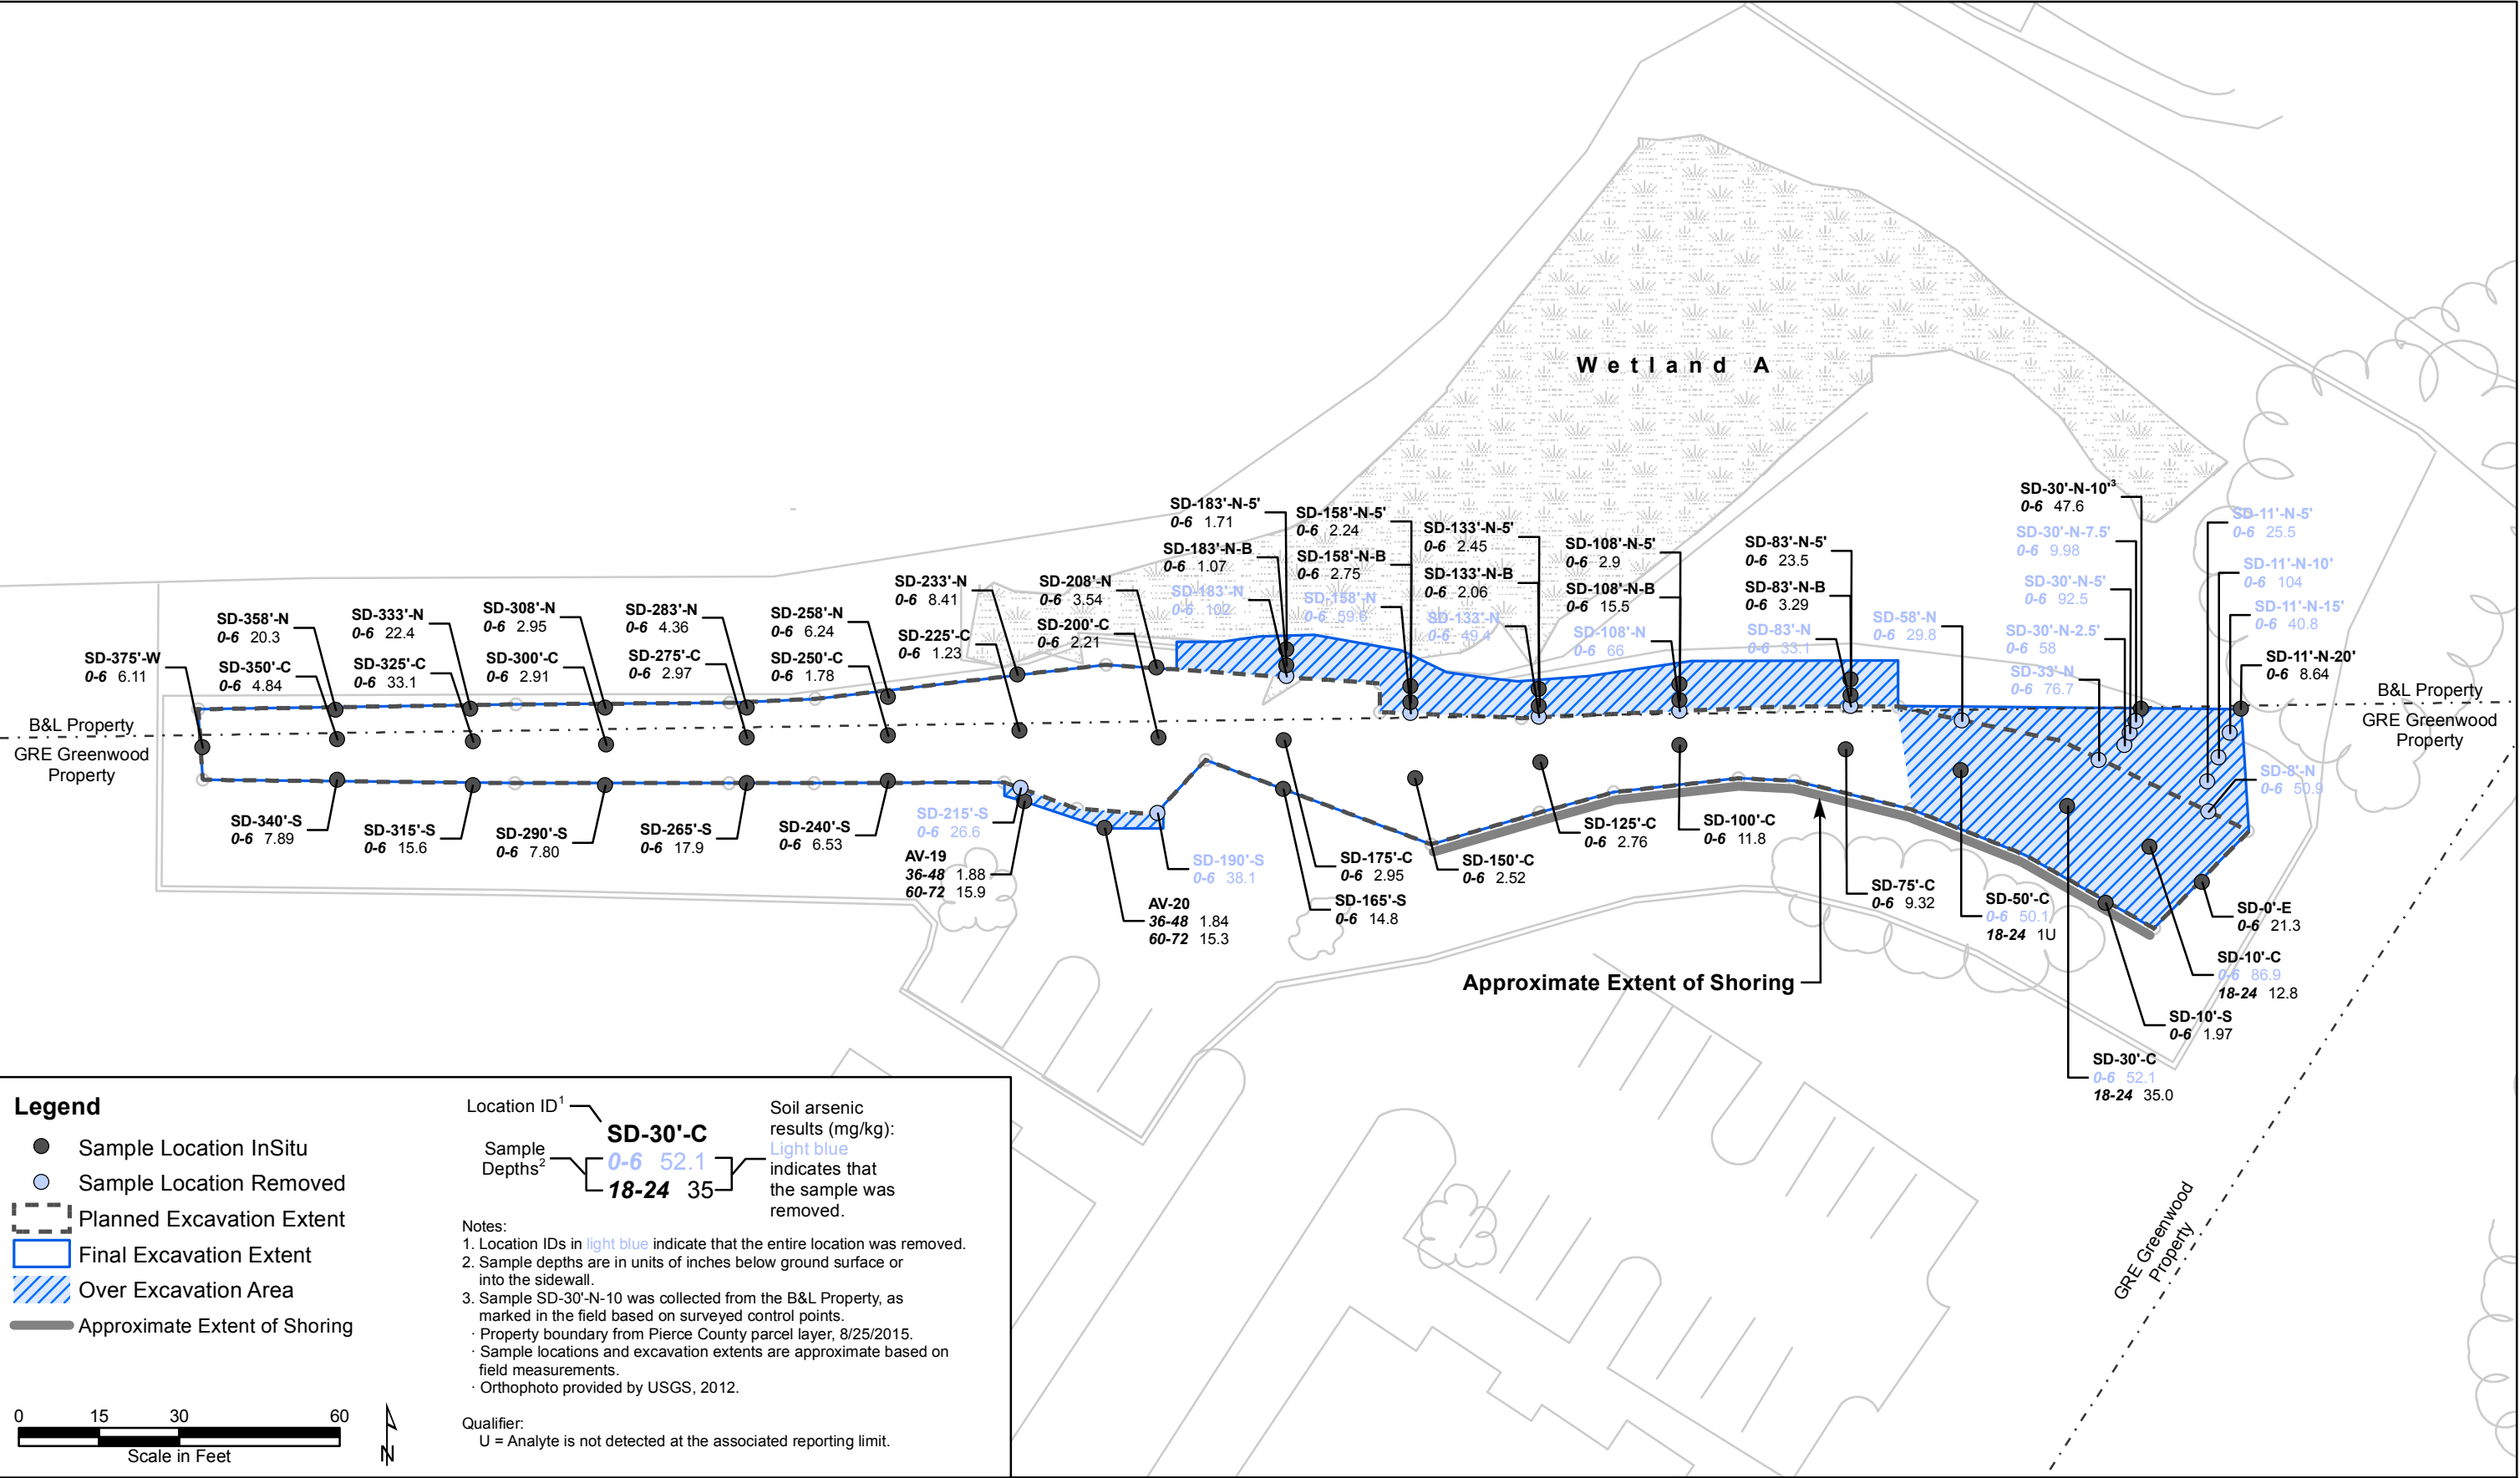 Wetland A
SD-30'-N-10'3
0-6 47.6
SD-30'-N-7.5'
0-6 9.98
SD-30'-N-5'
0-6 92.5
SD-30'-N-2.5'
0-6 58
SD-33'-N
0-6 76.7
SD-11'-N-5'
0-6 25.5
SD-11'-N-10'
0-6 104
SD-11'-N-15'
0-6 40.8
SD-11'-N-20'
0-6 8.64
SD-8'-N
0-6 50.9
SD-183'-N-5'
0-6 1.71
SD-183'-N-B
0-6 1.07
SD-183'-N
0-6 102
SD-158'-N-5'
0-6 2.24
SD-158'-N-B
0-6 2.75
SD-158'-N
0-6 59.6
SD-133'-N-5'
0-6 2.45
SD-133'-N-B
0-6 2.06
SD-133'-N
0-6 49.4
SD-108'-N-5'
0-6 2.9
SD-108'-N-B
0-6 15.5
SD-108'-N
0-6 66
SD-83'-N-5'
0-6 23.5
SD-83'-N-B
0-6 3.29
SD-83'-N
0-6 33.1
SD-58'-N
0-6 29.8
SD-233'-N
0-6 8.41
SD-225'-C
0-6 1.23
SD-208'-N
0-6 3.54
SD-200'-C
0-6 2.21
SD-375'-W
0-6 6.11
SD-358'-N
0-6 20.3
SD-350'-C
0-6 4.84
SD-333'-N
0-6 22.4
SD-325'-C
0-6 33.1
SD-308'-N
0-6 2.95
SD-300'-C
0-6 2.91
SD-283'-N
0-6 4.36
SD-275'-C
0-6 2.97
SD-258'-N
0-6 6.24
SD-250'-C
0-6 1.78
B&L Property
GRE Greenwood
Property
B&L Property
GRE Greenwood
Property
SD-340'-S
0-6 7.89
SD-315'-S
0-6 15.6
SD-290'-S
0-6 7.80
SD-265'-S
0-6 17.9
SD-240'-S
0-6 6.53
SD-215'-S
0-6 26.6
AV-19
36-48 1.88
60-72 15.9
AV-20
36-48 1.84
60-72 15.3
SD-190'-S
0-6 38.1
SD-175'-C
0-6 2.95
SD-165'-S
0-6 14.8
SD-150'-C
0-6 2.52
SD-125'-C
0-6 2.76
SD-100'-C
0-6 11.8
SD-75'-C
0-6 9.32
SD-50'-C
0-6 50.1
18-24 1U
SD-0'-E
0-6 21.3
SD-10'-C
0-6 86.9
18-24 12.8
SD-10'-S
0-6 1.97
SD-30'-C
0-6 52.1
18-24 35.0
Approximate Extent of Shoring
GRE Greenwood
Property
Legend
Sample Location InSitu
Sample Location Removed
Planned Excavation Extent
Final Excavation Extent
Over Excavation Area
Approximate Extent of Shoring
0 15 30 60
Scale in Feet
N
Location ID1
Sample
Depths2
SD-30'-C
0-6 52.1
18-24 35
Soil arsenic
results (mg/kg):
Light blue
indicates that
the sample was
removed.
Notes:
1. Location IDs in light blue indicate that the entire location was removed.
2. Sample depths are in units of inches below ground surface or
into the sidewall.
3. Sample SD-30'-N-10 was collected from the B&L Property, as
marked in the field based on surveyed control points.
· Property boundary from Pierce County parcel layer, 8/25/2015.
· Sample locations and excavation extents are approximate based on
field measurements.
· Orthophoto provided by USGS, 2012.
Qualifier:
U = Analyte is not detected at the associated reporting limit.